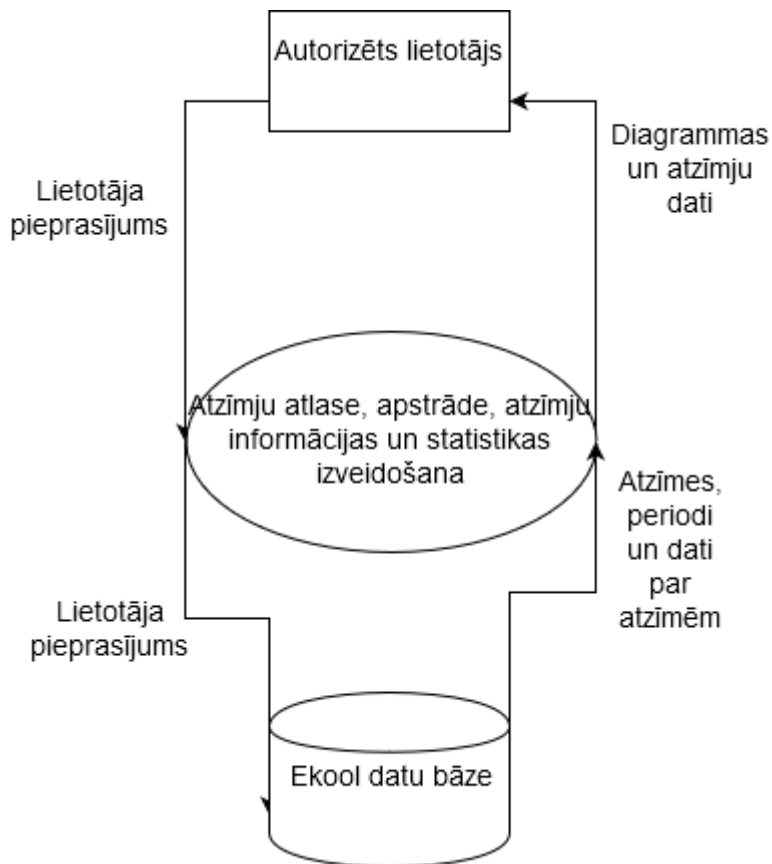 Autorizēts lietotājs
Diagrammas
un atzīmju
dati
Lietotāja
pieprasījums
Atzīmju atlase, apstrāde, atzīmju
informācijas un statistikas
izveidošana
Atzīmes,
periodi
un dati
par
atzīmēm
Lietotāja
pieprasījums
Ekool datu bāze